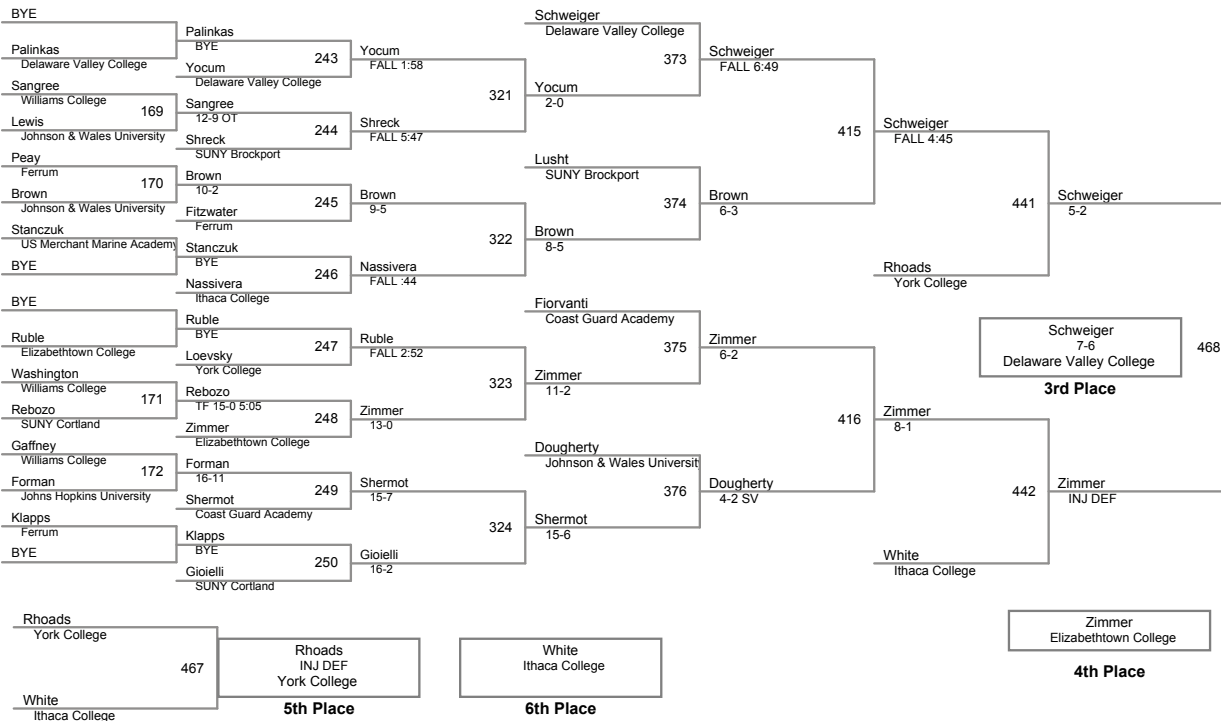 BYE
Palinkas
Delaware Valley College
Sangree
Williams College
169
Lewis
Johnson & Wales University
Peay
Ferrum
170
Brown
Johnson & Wales University
Stanczuk
US Merchant Marine Academy
BYE
BYE
Ruble
Elizabethtown College
Washington
Williams College
171
Rebozo
SUNY Cortland
Gaffney
Williams College
172
Forman
Johns Hopkins University
Klapps
Ferrum
BYE
Palinkas
BYE
243
Yocum
Delaware Valley College
Sangree
12-9 OT
244
Shreck
SUNY Brockport
Brown
10-2
245
Fitzwater
Ferrum
Stanczuk
BYE
246
Nassivera
Ithaca College
Ruble
BYE
247
Loevsky
York College
Rebozo
TF 15-0 5:05
248
Zimmer
Elizabethtown College
Forman
16-11
249
Shermot
Coast Guard Academy
Klapps
BYE
250
Gioielli
SUNY Cortland
Yocum
FALL 1:58
321
Shreck
FALL 5:47
Brown
9-5
322
Nassivera
FALL :44
Ruble
FALL 2:52
323
Zimmer
13-0
Shermot
15-7
324
Gioielli
16-2
Schweiger
Delaware Valley College
373
Yocum
2-0
Lusht
SUNY Brockport
374
Brown
8-5
Fiorvanti
Coast Guard Academy
375
Zimmer
11-2
Dougherty
Johnson & Wales Universit
376
Shermot
15-6
Schweiger
FALL 6:49
415
Brown
6-3
Zimmer
6-2
416
Dougherty
4-2 SV
Schweiger
FALL 4:45
441
Rhoads
York College
Zimmer
8-1
442
White
Ithaca College
Schweiger
5-2
Schweiger
7-6
Delaware Valley College
468
3rd Place
Zimmer
INJ DEF
Zimmer
Elizabethtown College
4th Place
Rhoads
York College
467
White
Ithaca College
Rhoads
INJ DEF
York College
5th Place
White
Ithaca College
6th Place